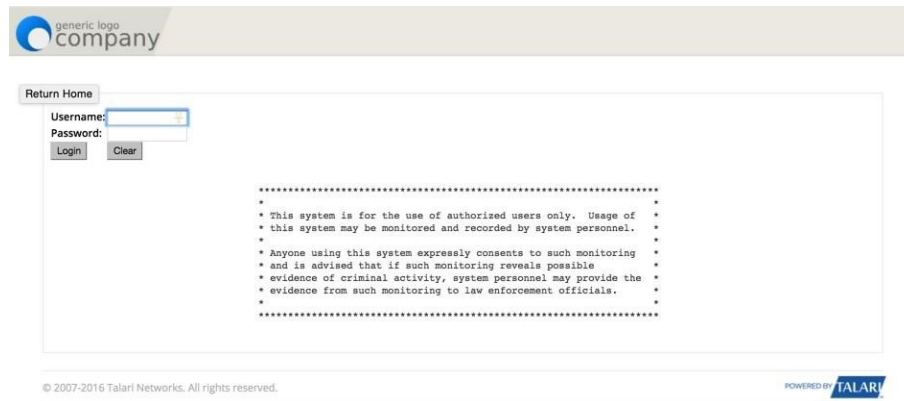 generic logo
company
Return Home
Username:
Password:
Login Clear
*********************************************************************
* *
* This system is for the use of authorized users only. Usage of *
* this system may be monitored and recorded by system personnel. *
* *
* Anyone using this system expressly consents to such monitoring *
* and is advised that if such monitoring reveals possible *
* evidence of criminal activity, system personnel may provide the *
* evidence from such monitoring to law enforcement officials. *
* *
*********************************************************************
© 2007-2016 Talari Networks. All rights reserved.
POWERED BY TALARI